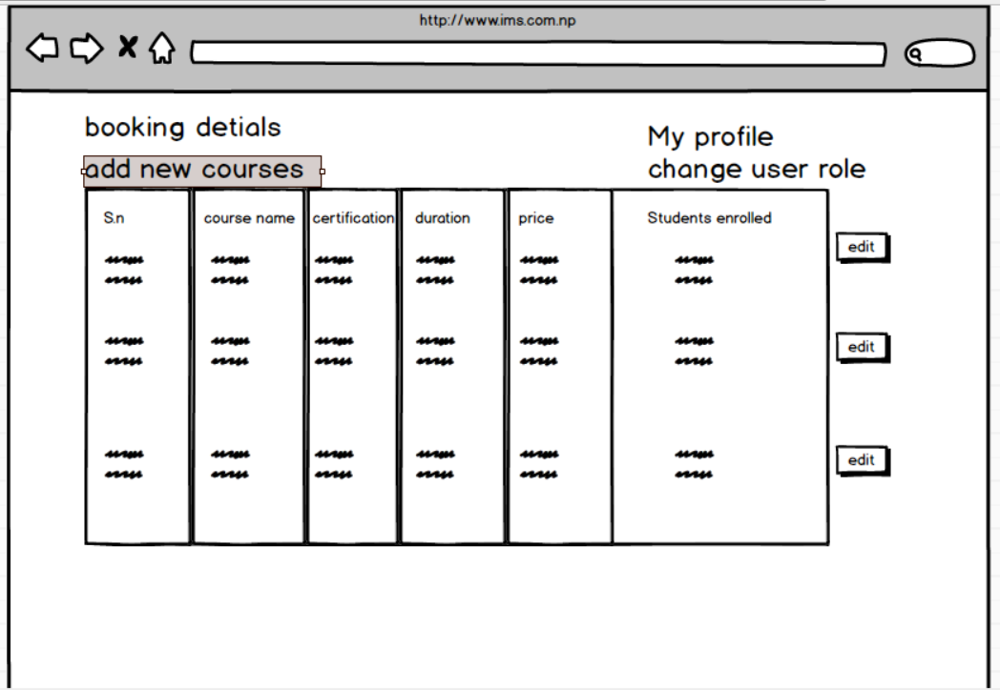 http://www.ims.com.np
booking detials
My profile
add new courses
change user role
S.n course name certification duration price Students enrolled
edit
edit
edit